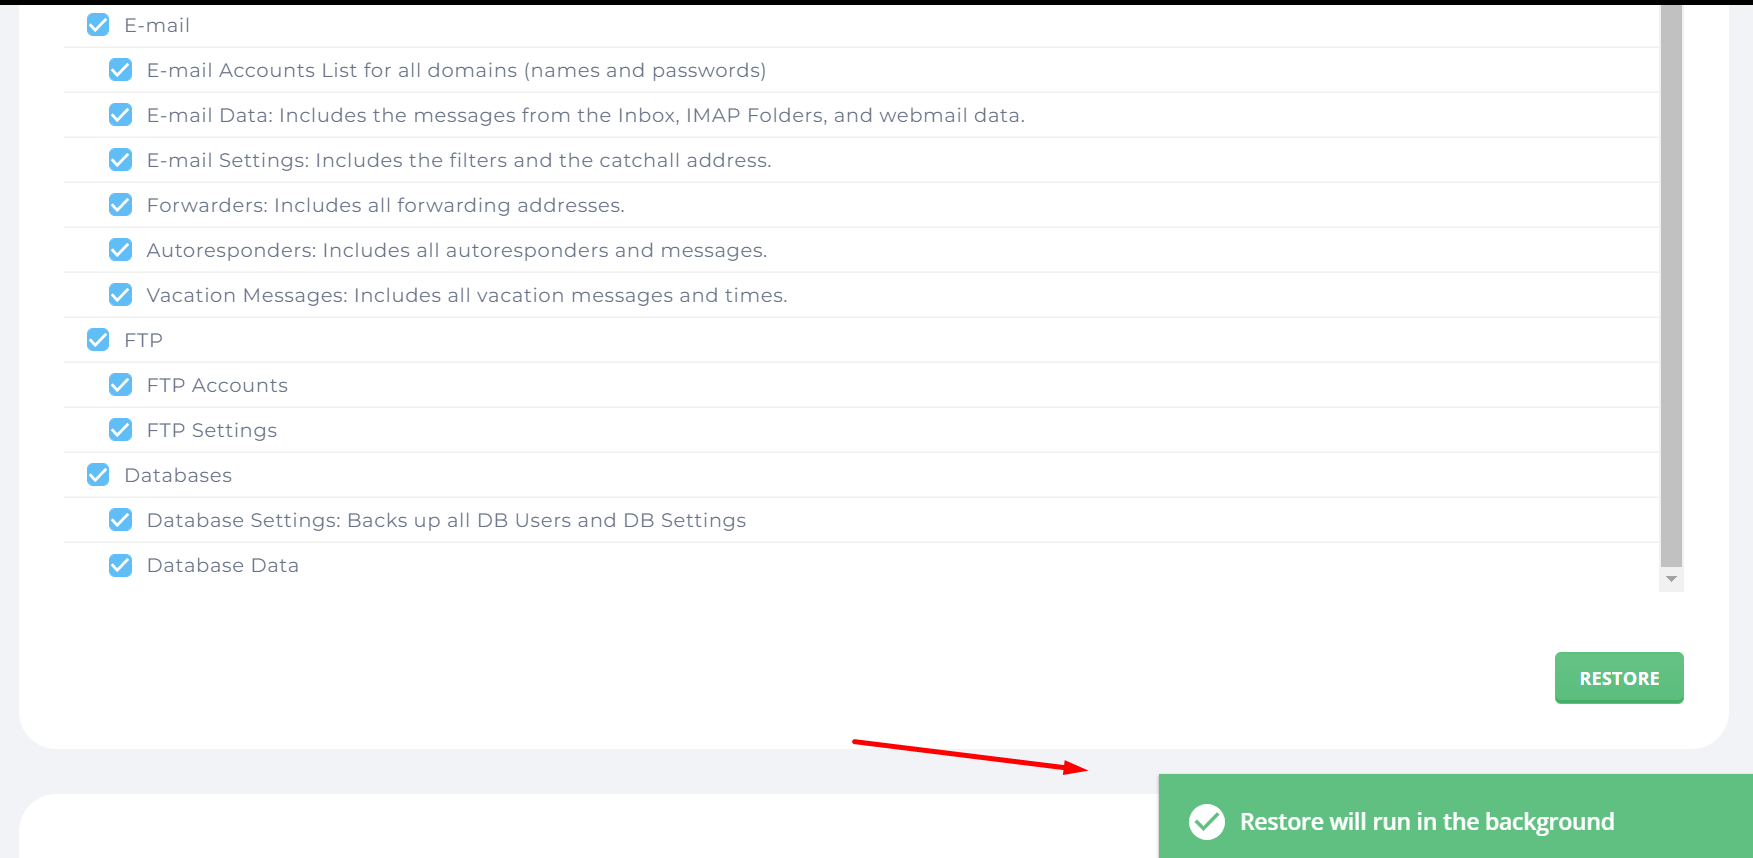 E-mail
E-mail Accounts List for all domains (names and passwords)
E-mail Data: Includes the messages from the Inbox, IMAP Folders, and webmail data.
E-mail Settings: Includes the filters and the catchall address.
Forwarders: Includes all forwarding addresses.
Autoresponders: Includes all autoresponders and messages.
Vacation Messages: Includes all vacation messages and times.
FTP
FTP Accounts
FTP Settings
Databases
Database Settings: Backs up all DB Users and DB Settings
Database Data
RESTORE
Restore will run in the background